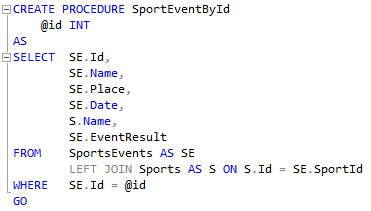 CREATE PROCEDURE SportEventById
@id INT
AS
SELECT SE.Id,
SE.Name,
SE.Place,
SE.Date,
S.Name,
SE.EventResult
FROM SportsEvents AS SE
LEFT JOIN Sports AS S ON S.Id = SE.SportId
WHERE SE.Id = @id
GO